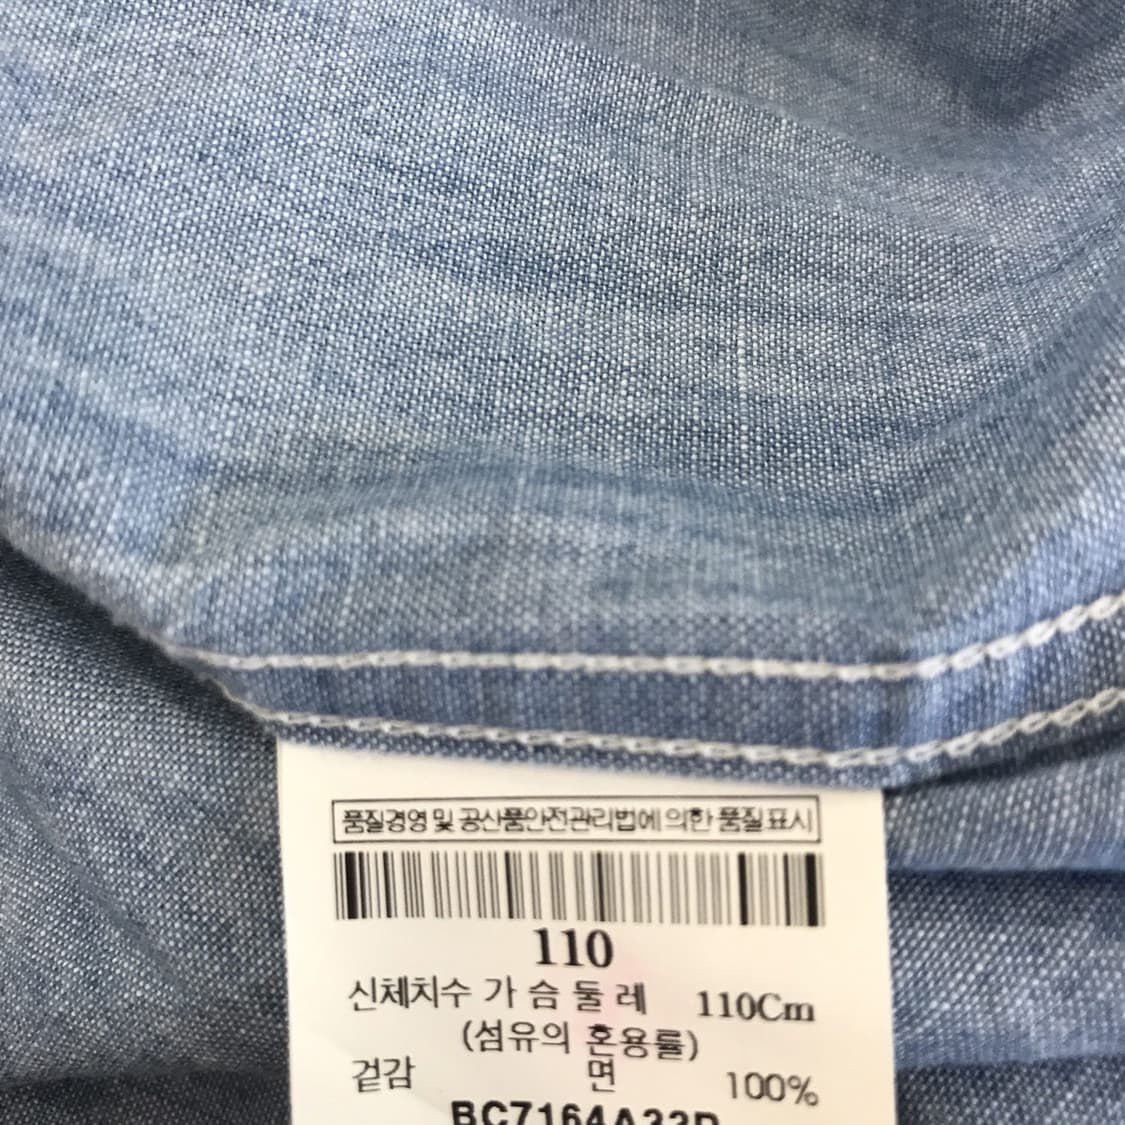 품질경영 및 공산품안전관리법에 의한 품질표시
110
신체치수 가 슴 둘 레 110Cm
(섬유의 혼용률)
겉감 면 100%
BC7164A33P